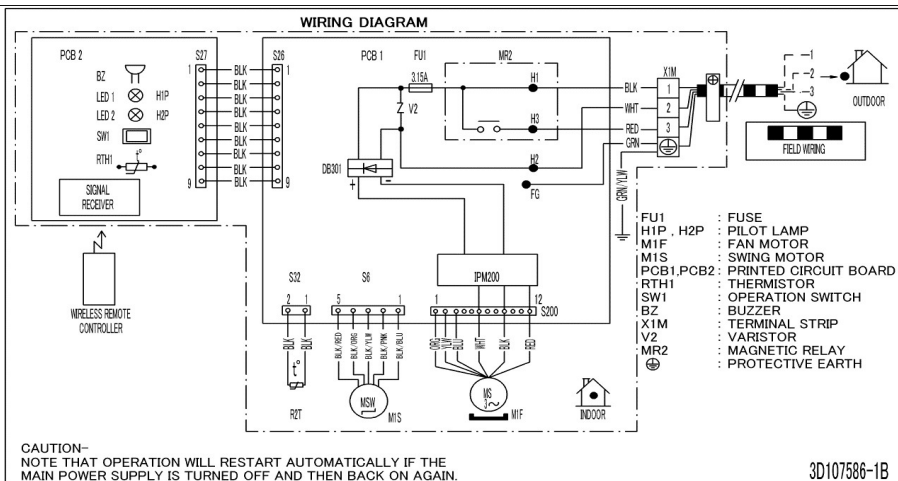 WIRING DIAGRAM
PCB 2
S27
S26
PCB 1
FU1
MR2
3.15A
V2
H1
H3
H2
FG
DB301
+
-
IPM200
BZ
LED 1
H1P
LED 2
H2P
SW1
t°
RTH1
SIGNAL
RECEIVER
1
9
1
9
BLK
BLK
BLK
BLK
BLK
BLK
BLK
BLK
BLK
WIRELESS REMOTE
CONTROLLER
BLK
WHT
RED
GRN
GRN/YLW
X1M
1
2
3
1
2
3
OUTDOOR
FIELD WIRING
S32
2 1
BLK
BLK
t°
R2T
S6
5 1
BLK/RED
BLK/ORG
BLK/YLW
BLK/PNK
BLK/BLU
MSW
M1S
1 12
S200
ORG
YLW
BLU
WHT
BLK
RED
MS
3~
M1F
INDOOR
FU1 : FUSE
H1P , H2P : PILOT LAMP
M1F : FAN MOTOR
M1S : SWING MOTOR
PCB1,PCB2 : PRINTED CIRCUIT BOARD
RTH1 : THERMISTOR
SW1 : OPERATION SWITCH
BZ : BUZZER
X1M : TERMINAL STRIP
V2 : VARISTOR
MR2 : MAGNETIC RELAY
: PROTECTIVE EARTH
CAUTION-
NOTE THAT OPERATION WILL RESTART AUTOMATICALLY IF THE
MAIN POWER SUPPLY IS TURNED OFF AND THEN BACK ON AGAIN.
3D107586-1B